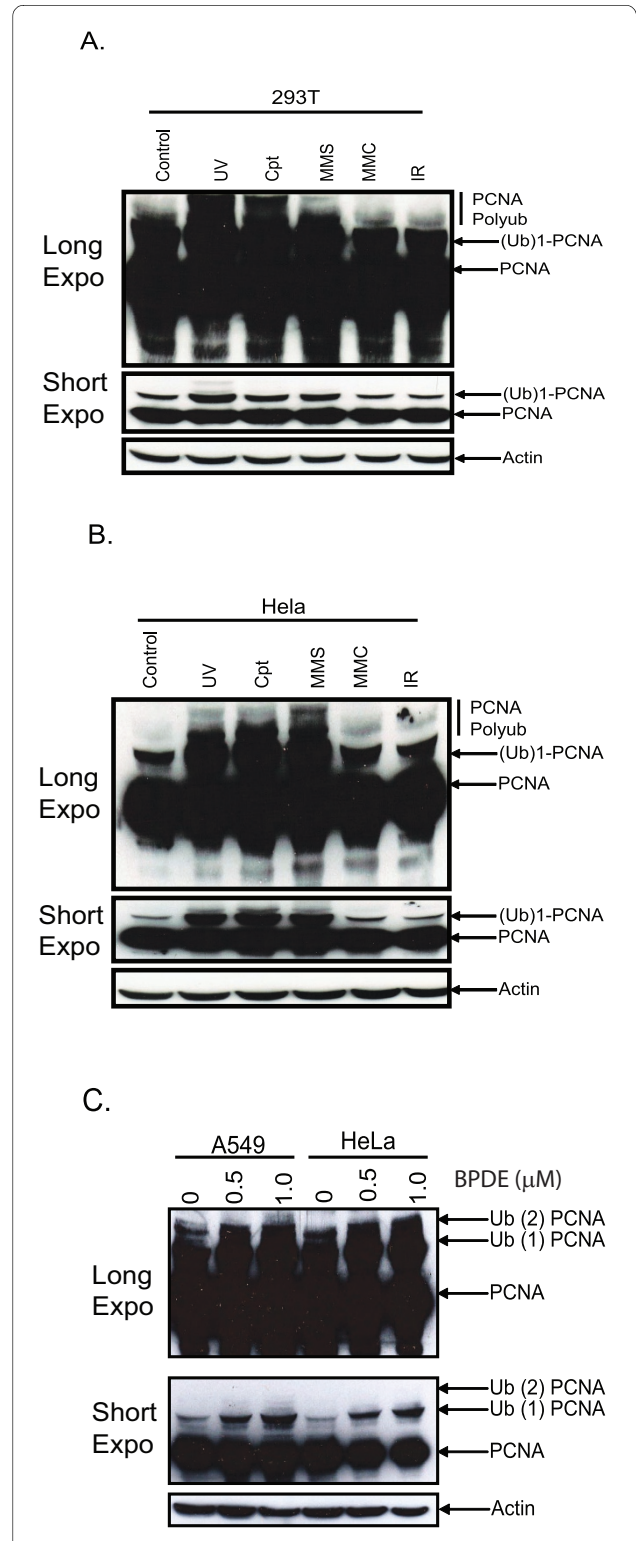 A.
293T
Control UV Cpt MMS MMC IR
Long
Expo
PCNA
Polyub
(Ub)1-PCNA
PCNA
Short
Expo
(Ub)1-PCNA
PCNA
Actin
B.
Hela
Control UV Cpt MMS MMC IR
Long
Expo
PCNA
Polyub
(Ub)1-PCNA
PCNA
Short
Expo
(Ub)1-PCNA
PCNA
Actin
C.
A549 HeLa
0 0.5 1.0 0 0.5 1.0 BPDE (μM)
Long
Expo
Ub (2) PCNA
Ub (1) PCNA
PCNA
Short
Expo
Ub (2) PCNA
Ub (1) PCNA
PCNA
Actin